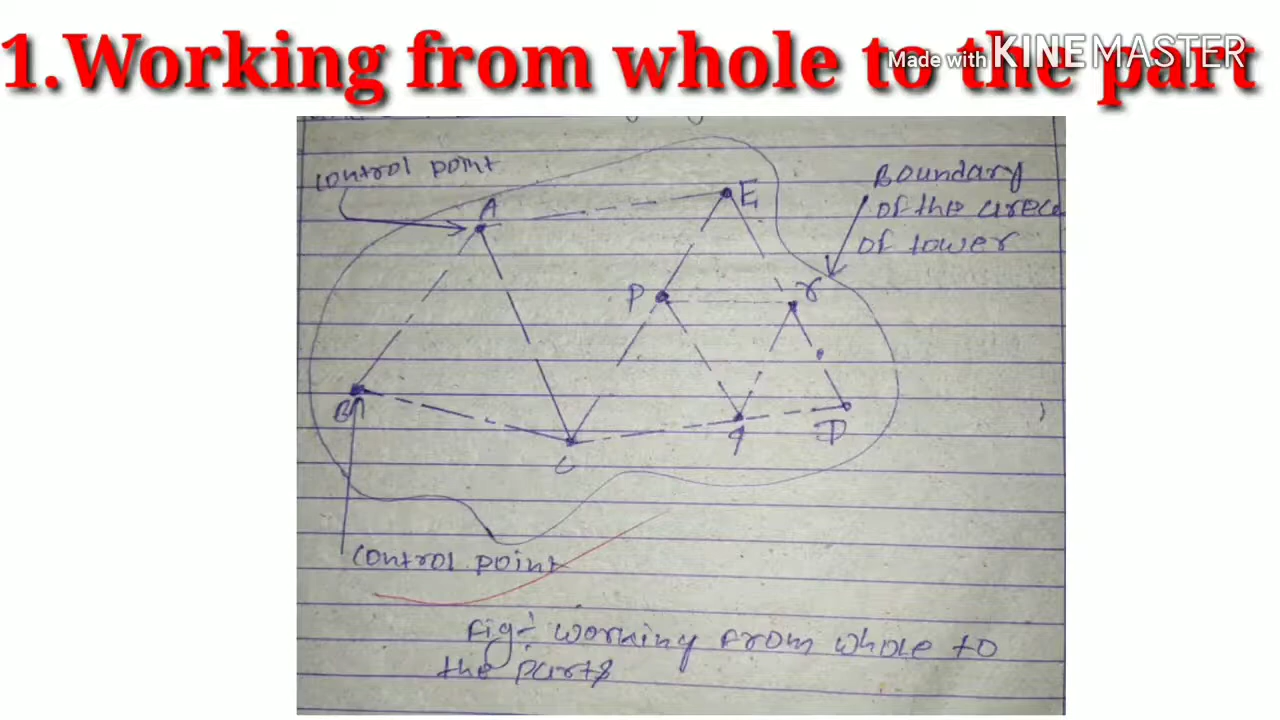 1.Working from whole to the part
Made with KINEMASTER
control point
Boundary
of the area
of tower
A
E
P
r
B
C
q
D
control point
Fig:- working from whole to
the parts